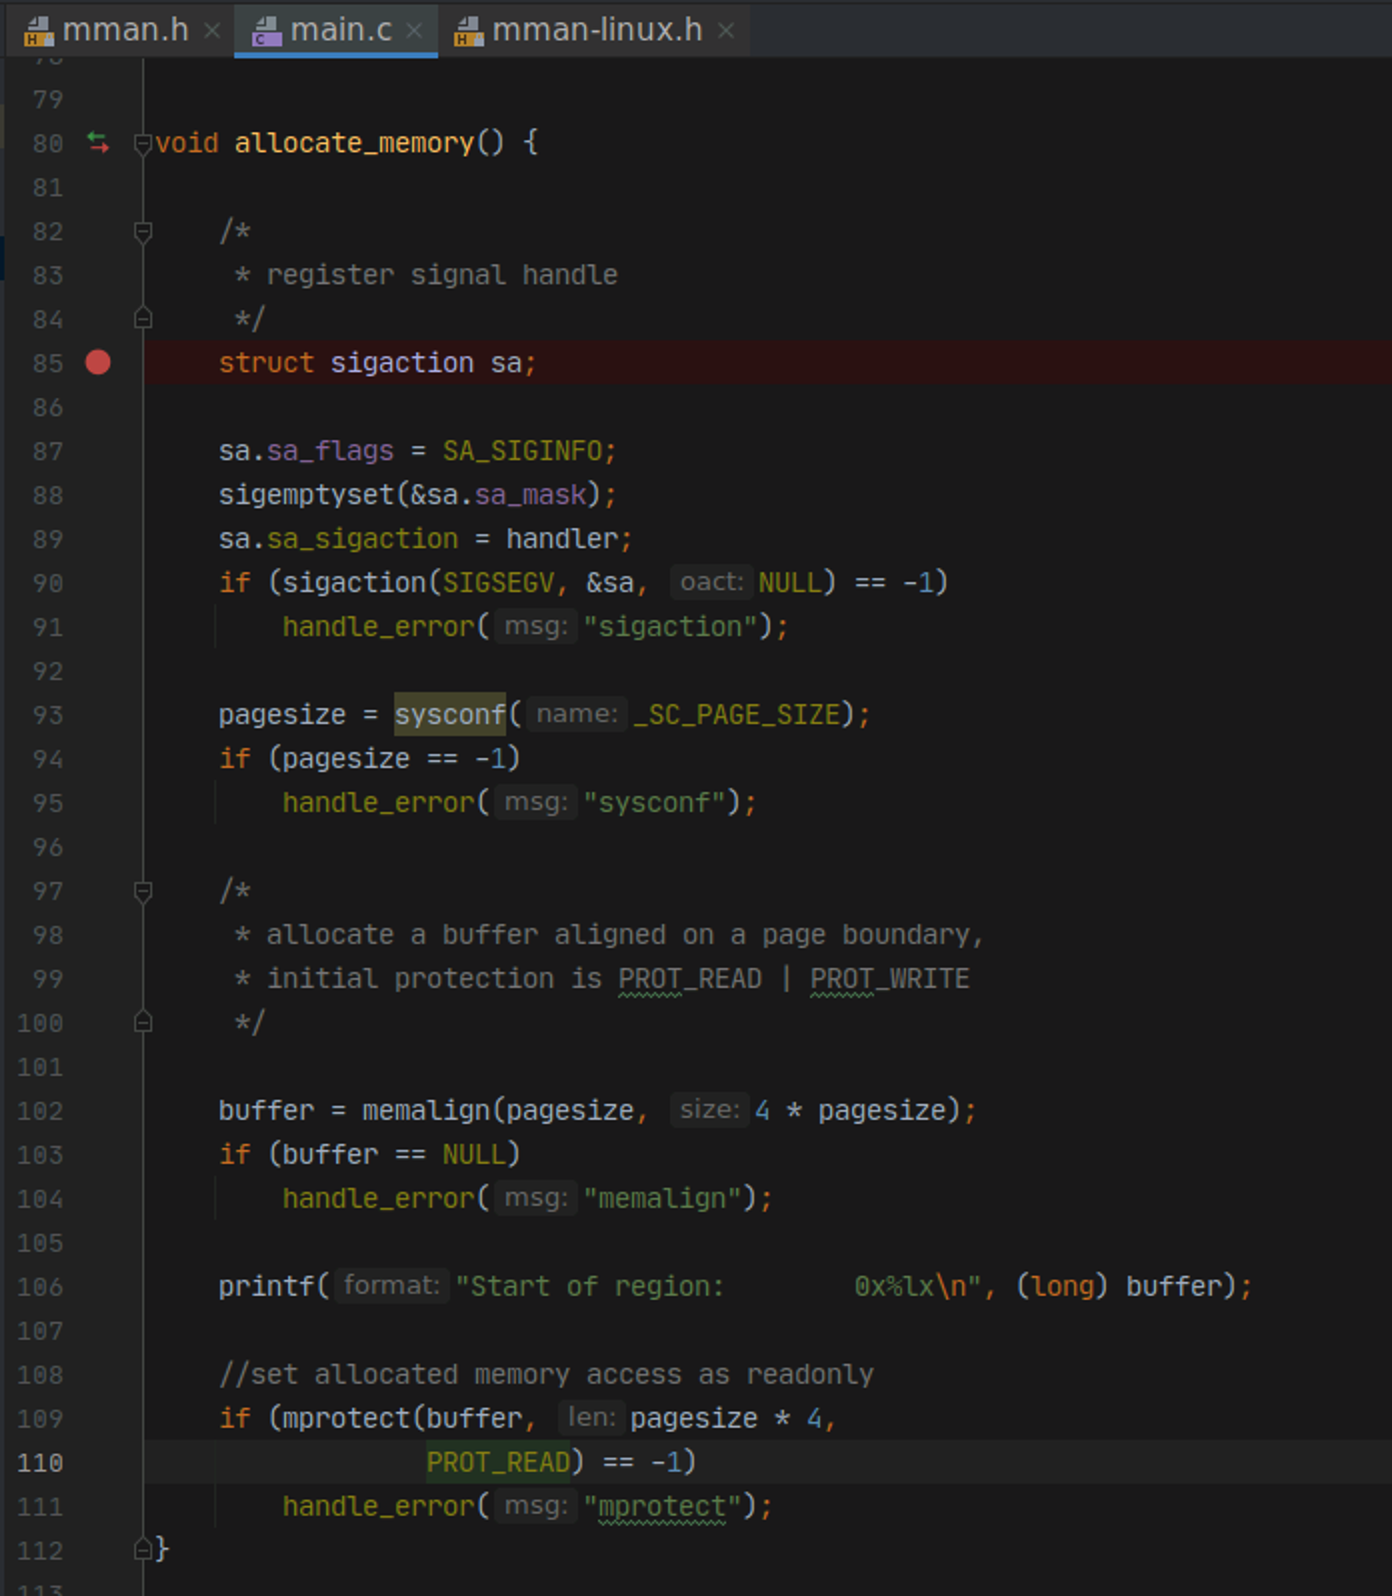 mman.h main.c mman-linux.h
79
80 void allocate_memory() {
81
82 /*
83 * register signal handle
84 */
85 struct sigaction sa;
86
87 sa.sa_flags = SA_SIGINFO;
88 sigemptyset(&sa.sa_mask);
89 sa.sa_sigaction = handler;
90 if (sigaction(SIGSEGV, &sa, oact: NULL) == -1)
91 handle_error( msg: "sigaction");
92
93 pagesize = sysconf( name: _SC_PAGE_SIZE);
94 if (pagesize == -1)
95 handle_error( msg: "sysconf");
96
97 /*
98 * allocate a buffer aligned on a page boundary,
99 * initial protection is PROT_READ | PROT_WRITE
100 */
101
102 buffer = memalign(pagesize, size: 4 * pagesize);
103 if (buffer == NULL)
104 handle_error( msg: "memalign");
105
106 printf( format: "Start of region:        0x%lx\n", (long) buffer);
107
108 //set allocated memory access as readonly
109 if (mprotect(buffer, len: pagesize * 4,
110 PROT_READ) == -1)
111 handle_error( msg: "mprotect");
112 }
113